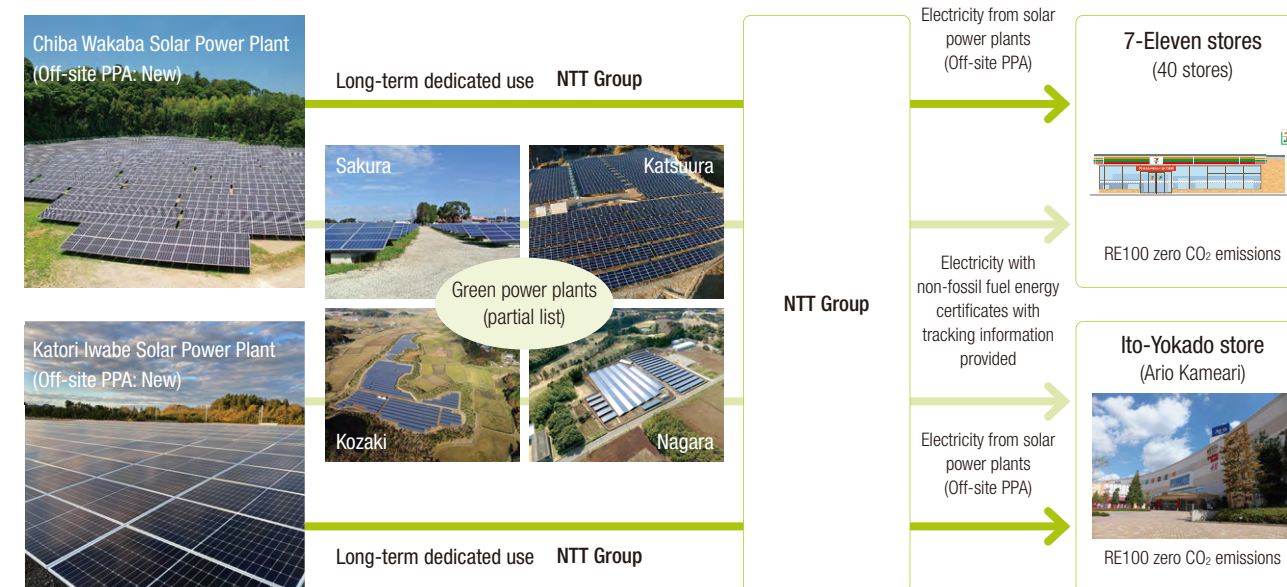 Chiba Wakaba Solar Power Plant
(Off-site PPA: New)
Long-term dedicated use NTT Group
Sakura
Katsuura
Green power plants
(partial list)
Kozaki
Nagara
Katori Iwabe Solar Power Plant
(Off-site PPA: New)
Long-term dedicated use NTT Group
NTT Group
Electricity from solar
power plants
(Off-site PPA)
Electricity with
non-fossil fuel energy
certificates with
tracking information
provided
Electricity from solar
power plants
(Off-site PPA)
7-Eleven stores
(40 stores)
7
RE100 zero CO₂ emissions
Ito-Yokado store
(Ario Kameari)
RE100 zero CO₂ emissions